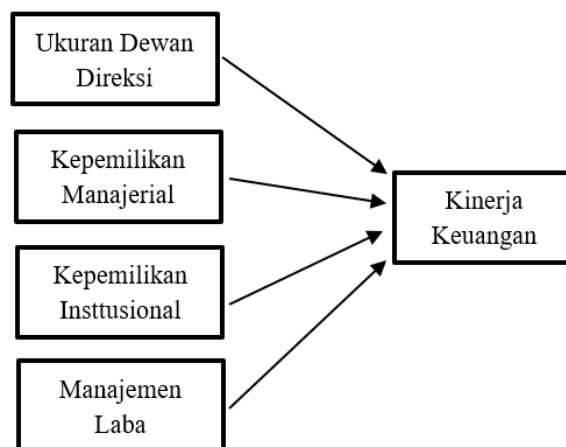 Ukuran Dewan
Direksi
Kepemilikan
Manajerial
Kepemilikan
Insttusional
Manajemen
Laba
Kinerja
Keuangan